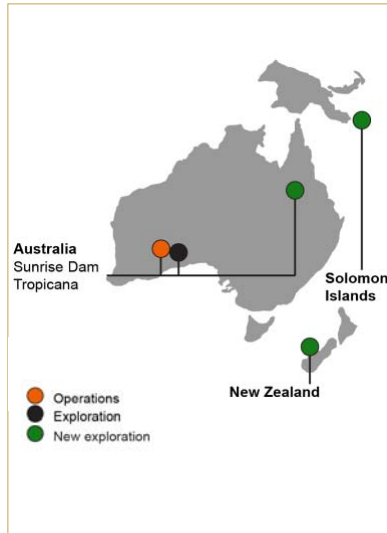 Australia
Sunrise Dam
Tropicana
Solomon
Islands
New Zealand
Operations
Exploration
New exploration